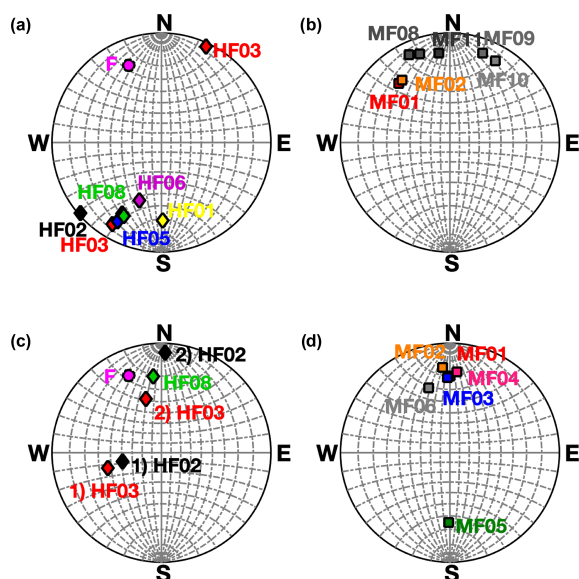 (a) N (b) N
HF03
F
MF08 MF11 MF09
MF02 MF10
MF01
W E W E
HF08 HF06
HF01
HF02
HF03 HF05
S S
(c) N (d) N
2) HF02
MF02 MF01
F HF08
MF04
2) HF03
MF03
MF06
W E W E
1) HF02
1) HF03
MF05
S S